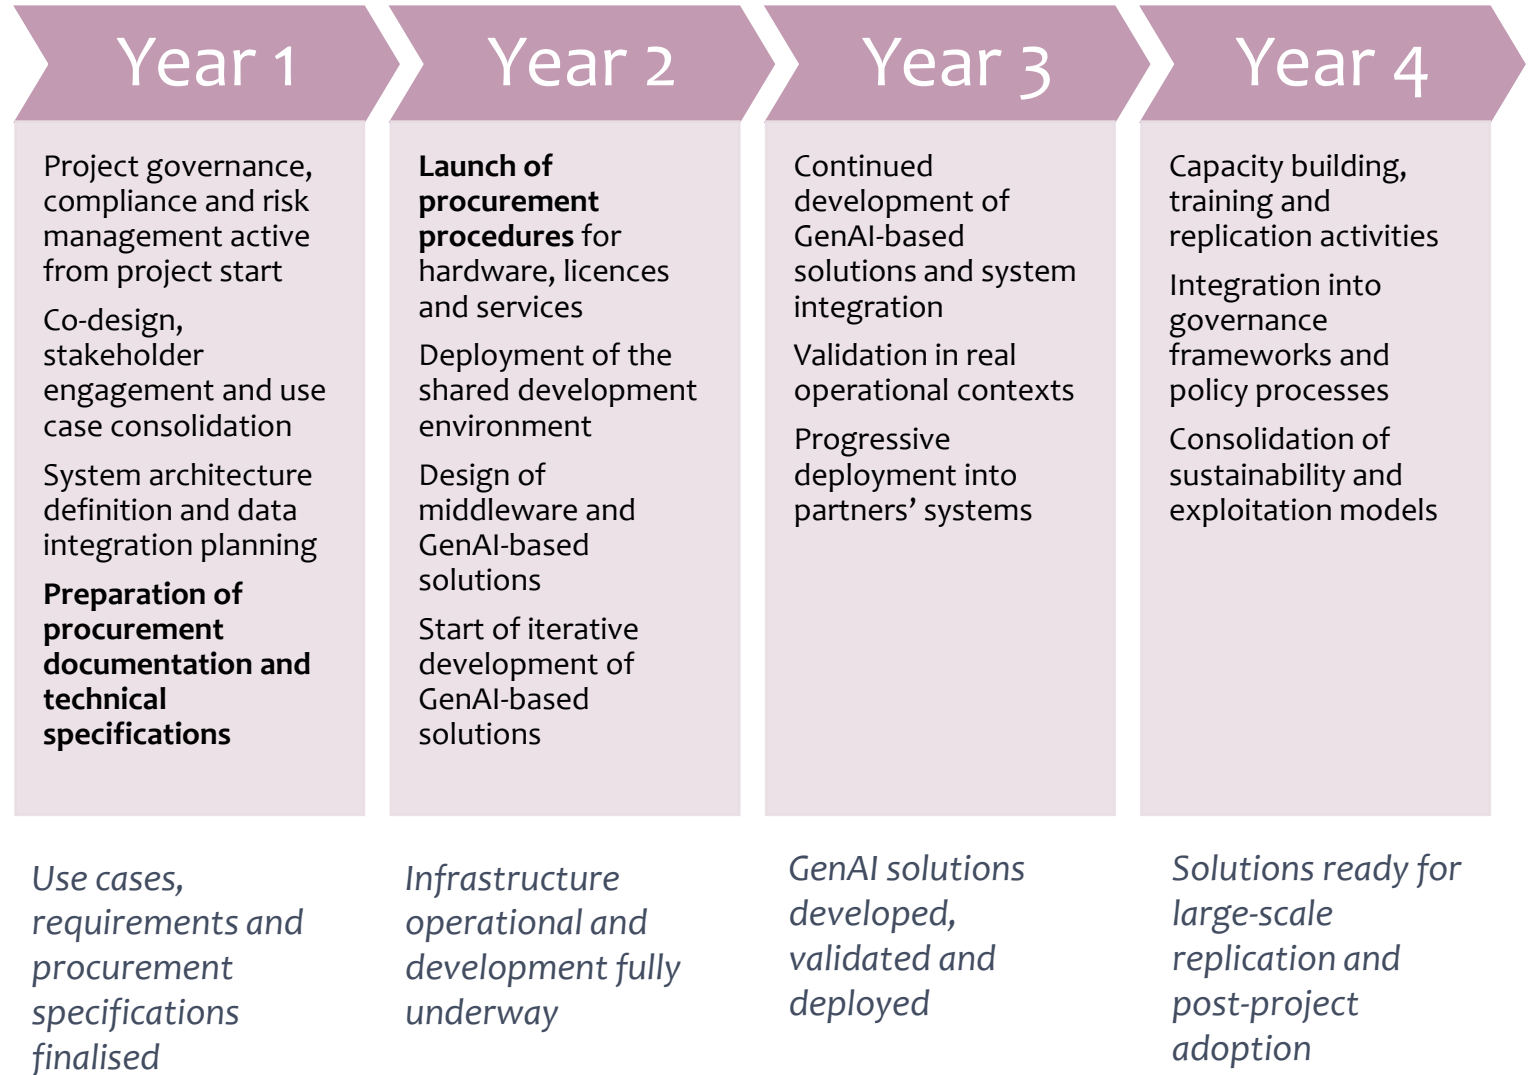 Year 1
Project governance,
compliance and risk
management active
from project start
Co-design,
stakeholder
engagement and use
case consolidation
System architecture
definition and data
integration planning
Preparation of
procurement
documentation and
technical
specifications
Use cases,
requirements and
procurement
specifications
finalised
Year 2
Launch of
procurement
procedures for
hardware, licences
and services
Deployment of the
shared development
environment
Design of
middleware and
GenAI-based
solutions
Start of iterative
development of
GenAI-based
solutions
Infrastructure
operational and
development fully
underway
Year 3
Continued
development of
GenAI-based
solutions and system
integration
Validation in real
operational contexts
Progressive
deployment into
partners’ systems
GenAI solutions
developed,
validated and
deployed
Year 4
Capacity building,
training and
replication activities
Integration into
governance
frameworks and
policy processes
Consolidation of
sustainability and
exploitation models
Solutions ready for
large-scale
replication and
post-project
adoption